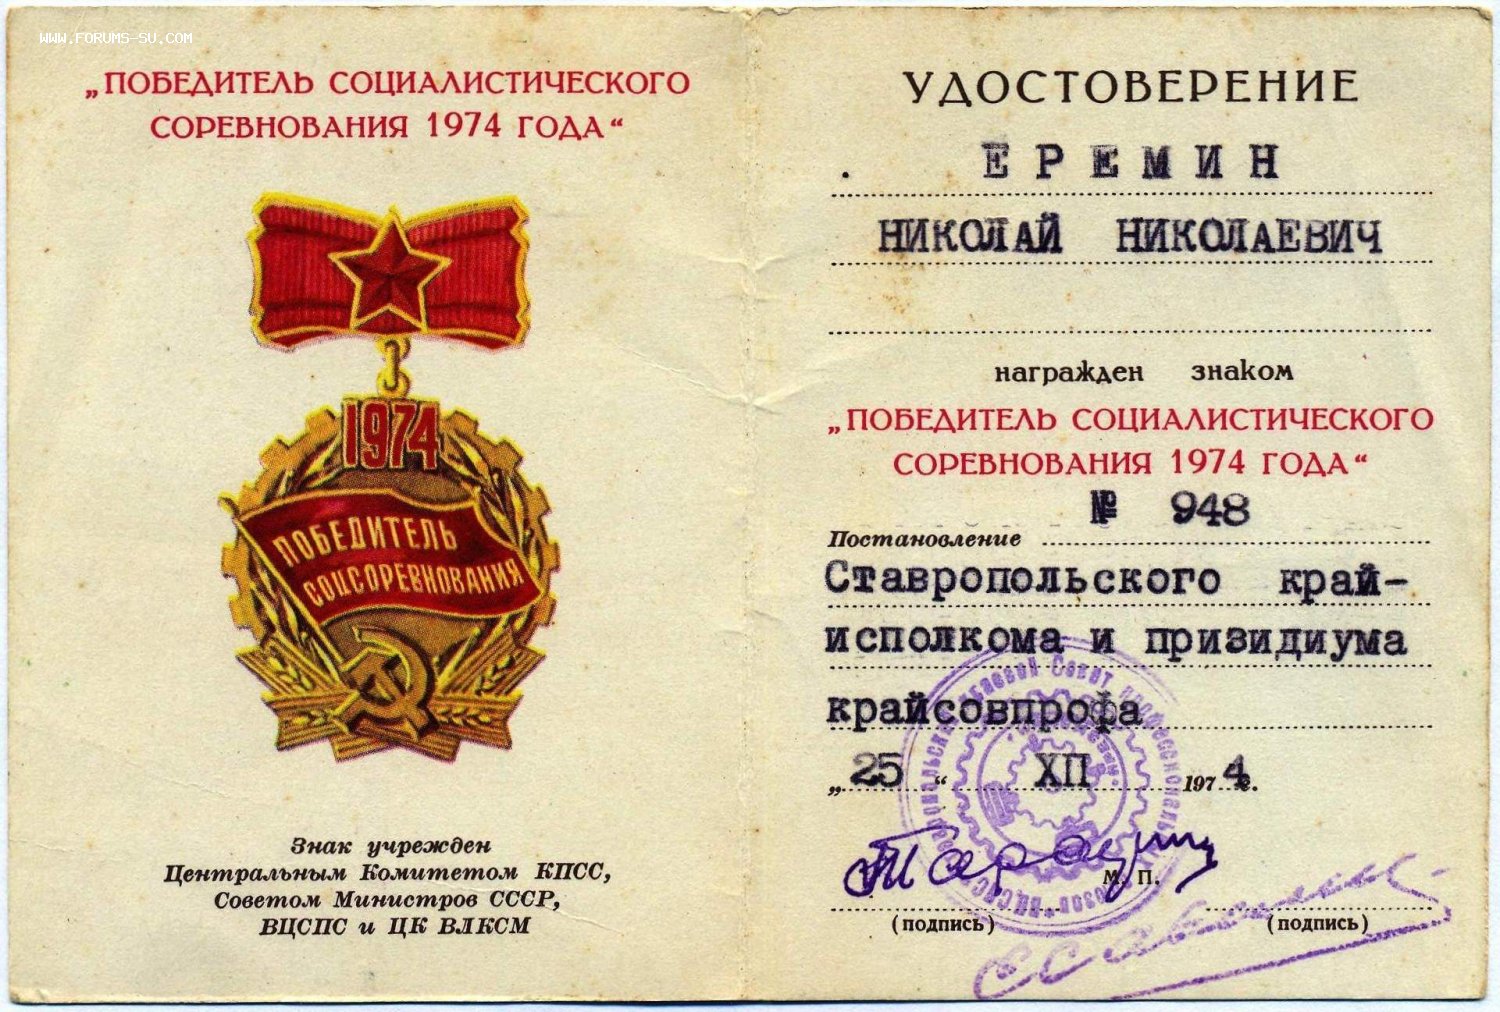 WWW.FORUMS-SU.COM
„ПОБЕДИТЕЛЬ СОЦИАЛИСТИЧЕСКОГО
СОРЕВНОВАНИЯ 1974 ГОДА“
1974
ПОБЕДИТЕЛЬ
СОЦСОРЕВНОВАНИЯ
Знак учрежден
Центральным Комитетом КПСС,
Советом Министров СССР,
ВЦСПС и ЦК ВЛКСМ
УДОСТОВЕРЕНИЕ
ЕРЕМИН
НИКОЛАЙ НИКОЛАЕВИЧ
награжден знаком
„ПОБЕДИТЕЛЬ СОЦИАЛИСТИЧЕСКОГО
СОРЕВНОВАНИЯ 1974 ГОДА“
№ 948
Постановление
Ставропольского край-
исполкома и призидиума
крайсовпрофа
„25“ XII 1974 г.
М. П.
(подпись) (подпись)